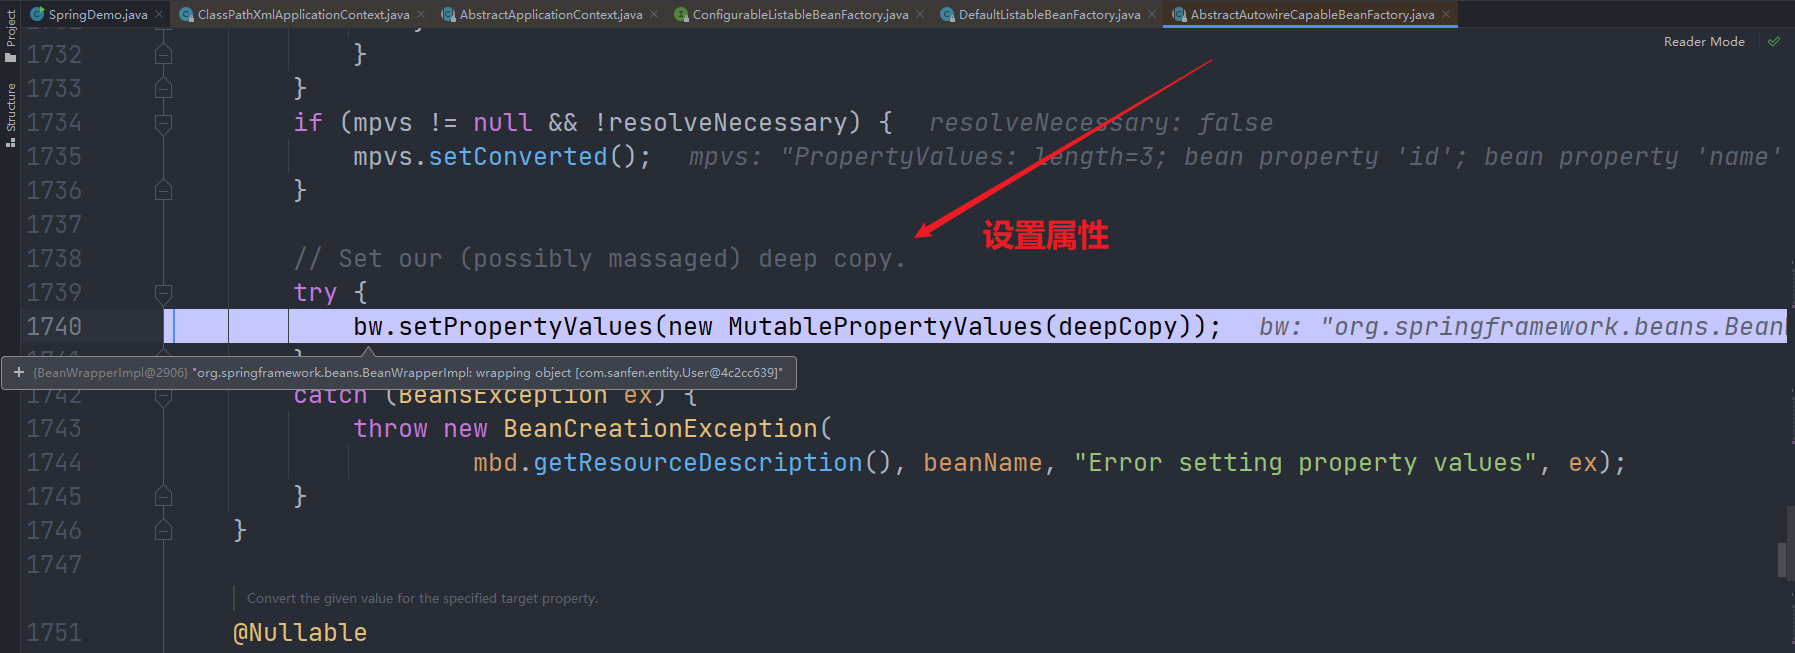 SpringDemo.java
ClassPathXmlApplicationContext.java
AbstractApplicationContext.java
ConfigurableListableBeanFactory.java
DefaultListableBeanFactory.java
AbstractAutowireCapableBeanFactory.java
Project
Structure
Reader Mode
1732 }
1733 }
1734 if (mpvs != null && !resolveNecessary) { resolveNecessary: false
1735 mpvs.setConverted(); mpvs: "PropertyValues: length=3; bean property 'id'; bean property 'name'
1736 }
1737
设置属性
1738 // Set our (possibly massaged) deep copy.
1739 try {
1740 bw.setPropertyValues(new MutablePropertyValues(deepCopy)); bw: "org.springframework.beans.Bean
+ {BeanWrapperImpl@2906} "org.springframework.beans.BeanWrapperImpl: wrapping object [com.sanfen.entity.User@4c2cc639]"
1742 catch (BeansException ex) {
1743 throw new BeanCreationException(
1744 mbd.getResourceDescription(), beanName, "Error setting property values", ex);
1745 }
1746 }
1747
Convert the given value for the specified target property.
1751 @Nullable